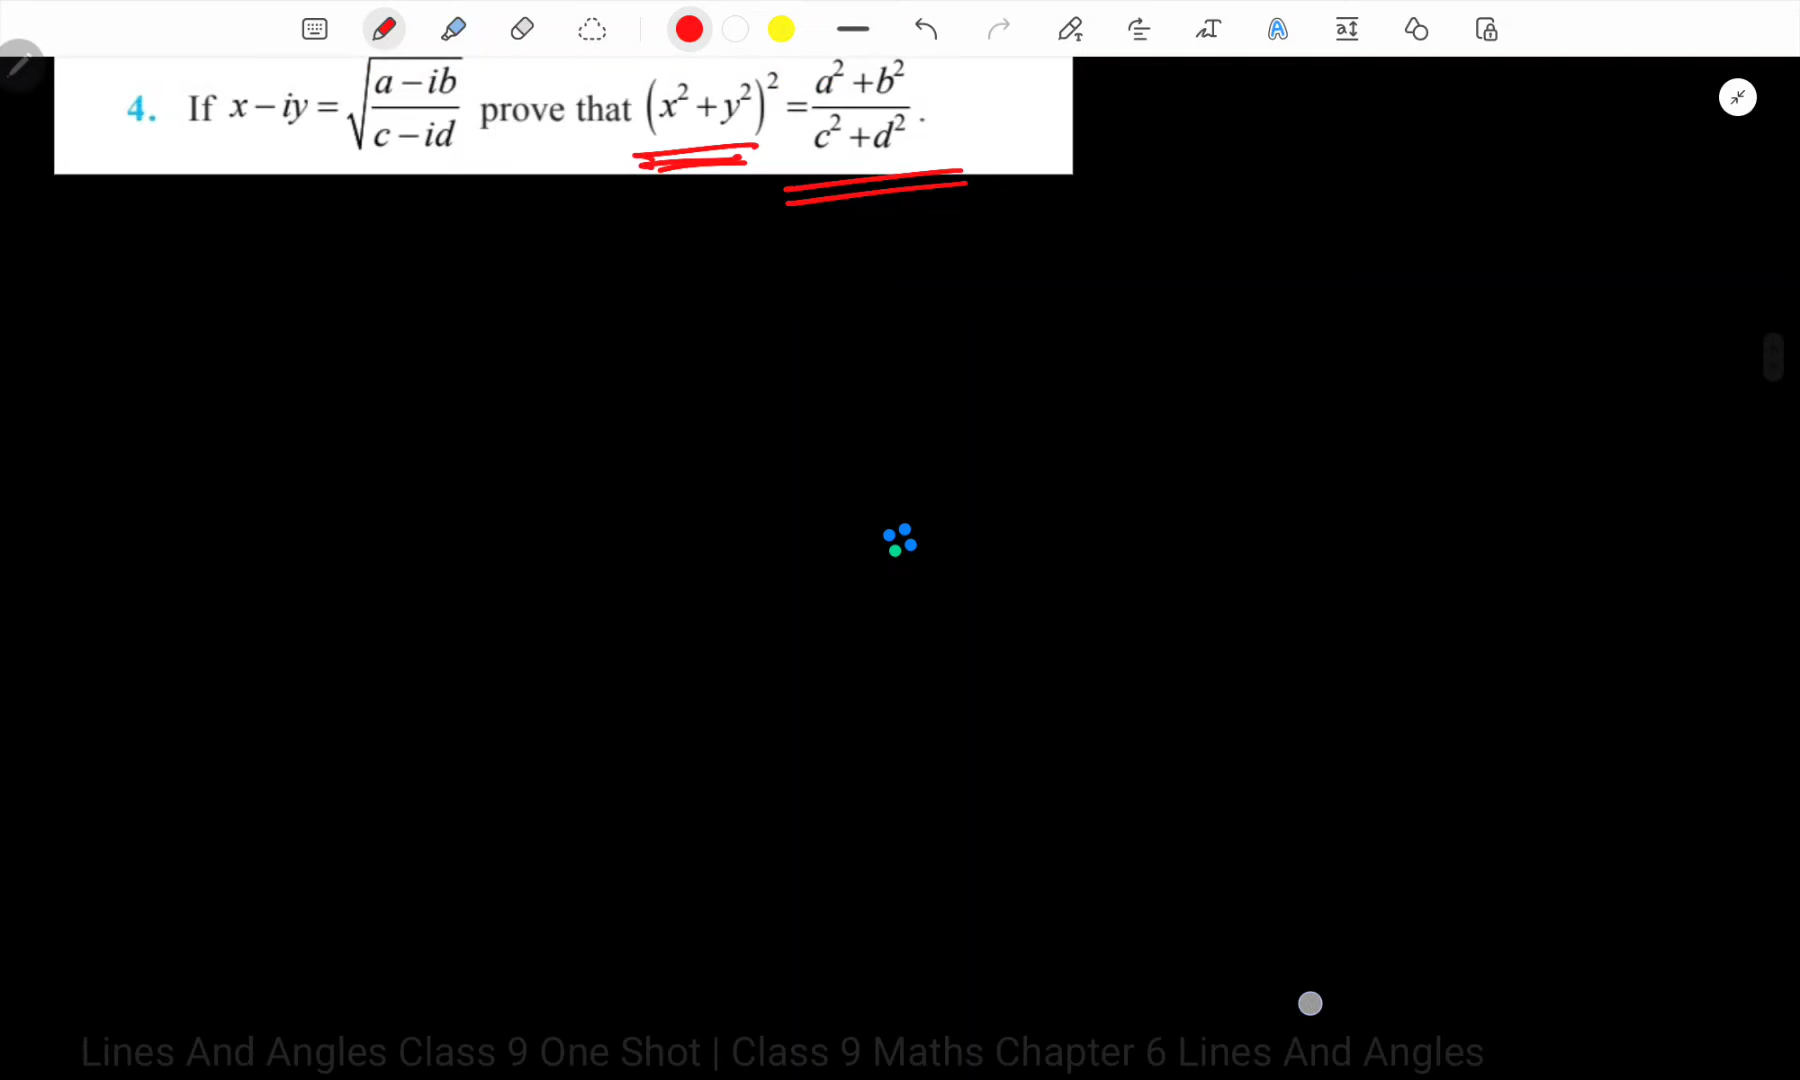 4. If x − iy = √((a − ib)/(c − id)) prove that (x² + y²)² = (a² + b²)/(c² + d²).
Lines And Angles Class 9 One Shot | Class 9 Maths Chapter 6 Lines And Angles